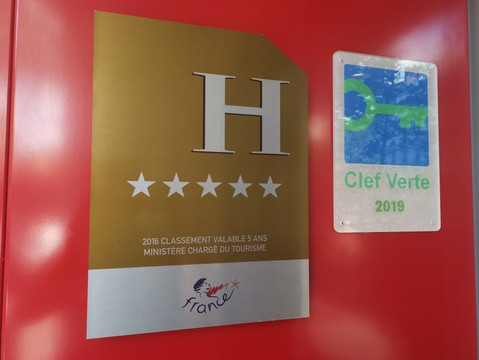 H
2016 CLASSEMENT VALABLE 5 ANS
MINISTÈRE CHARGÉ DU TOURISME
france
Clef Verte
2019